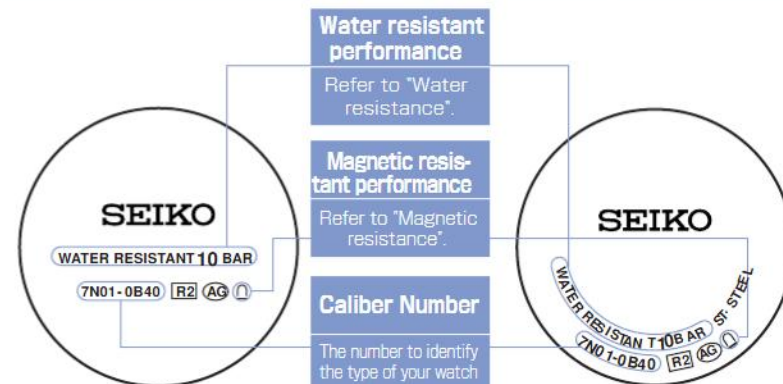 Water resistant
performance
Refer to "Water
resistance".
Magnetic resis-
tant performance
Refer to "Magnetic
resistance".
Caliber Number
The number to identify
the type of your watch
SEIKO
WATER RESISTANT 10 BAR
7N01-0B40 R2 AG
SEIKO
WATER RESISTANT 10 BAR ST. STEEL
7N01-0B40 R2 AG